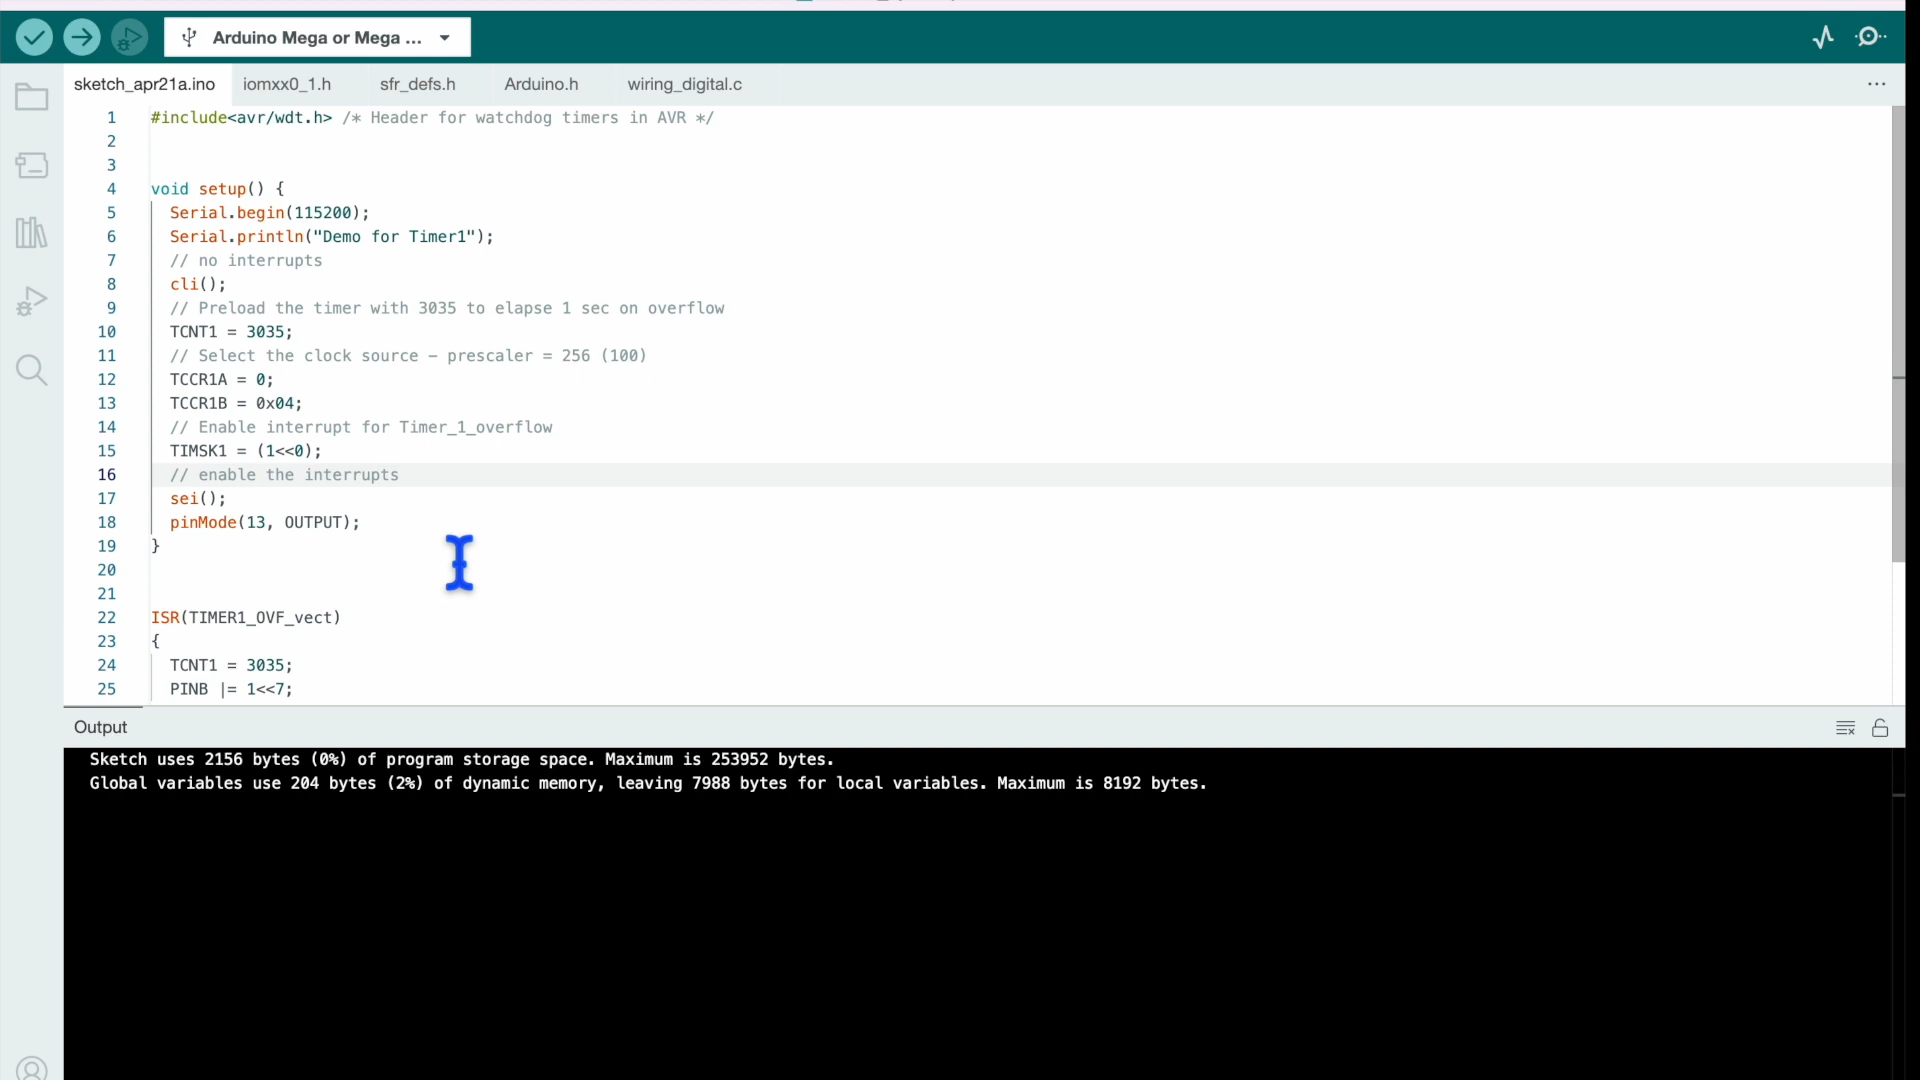 Arduino Mega or Mega ...
sketch_apr21a.ino iomxx0_1.h sfr_defs.h Arduino.h wiring_digital.c
1 #include<avr/wdt.h> /* Header for watchdog timers in AVR */
2
3
4 void setup() {
5 Serial.begin(115200);
6 Serial.println("Demo for Timer1");
7 // no interrupts
8 cli();
9 // Preload the timer with 3035 to elapse 1 sec on overflow
10 TCNT1 = 3035;
11 // Select the clock source – prescaler = 256 (100)
12 TCCR1A = 0;
13 TCCR1B = 0x04;
14 // Enable interrupt for Timer_1_overflow
15 TIMSK1 = (1<<0);
16 // enable the interrupts
17 sei();
18 pinMode(13, OUTPUT);
19 }
20
21
22 ISR(TIMER1_OVF_vect)
23 {
24 TCNT1 = 3035;
25 PINB |= 1<<7;
Output
Sketch uses 2156 bytes (0%) of program storage space. Maximum is 253952 bytes.
Global variables use 204 bytes (2%) of dynamic memory, leaving 7988 bytes for local variables. Maximum is 8192 bytes.